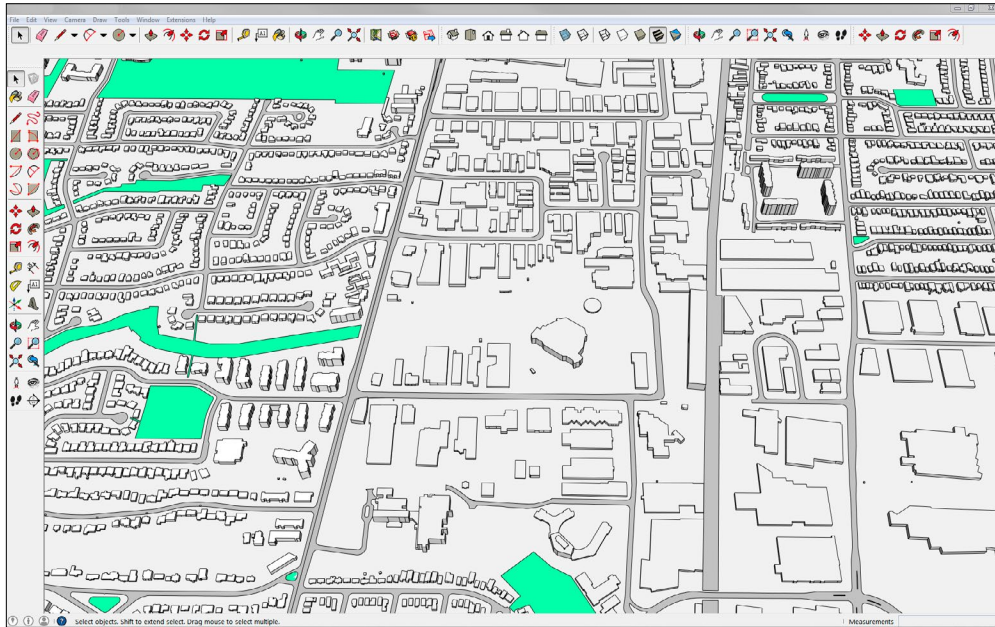 File Edit View Camera Draw Tools Window Extensions Help
Select objects. Shift to extend select. Drag mouse to select multiple.
Measurements